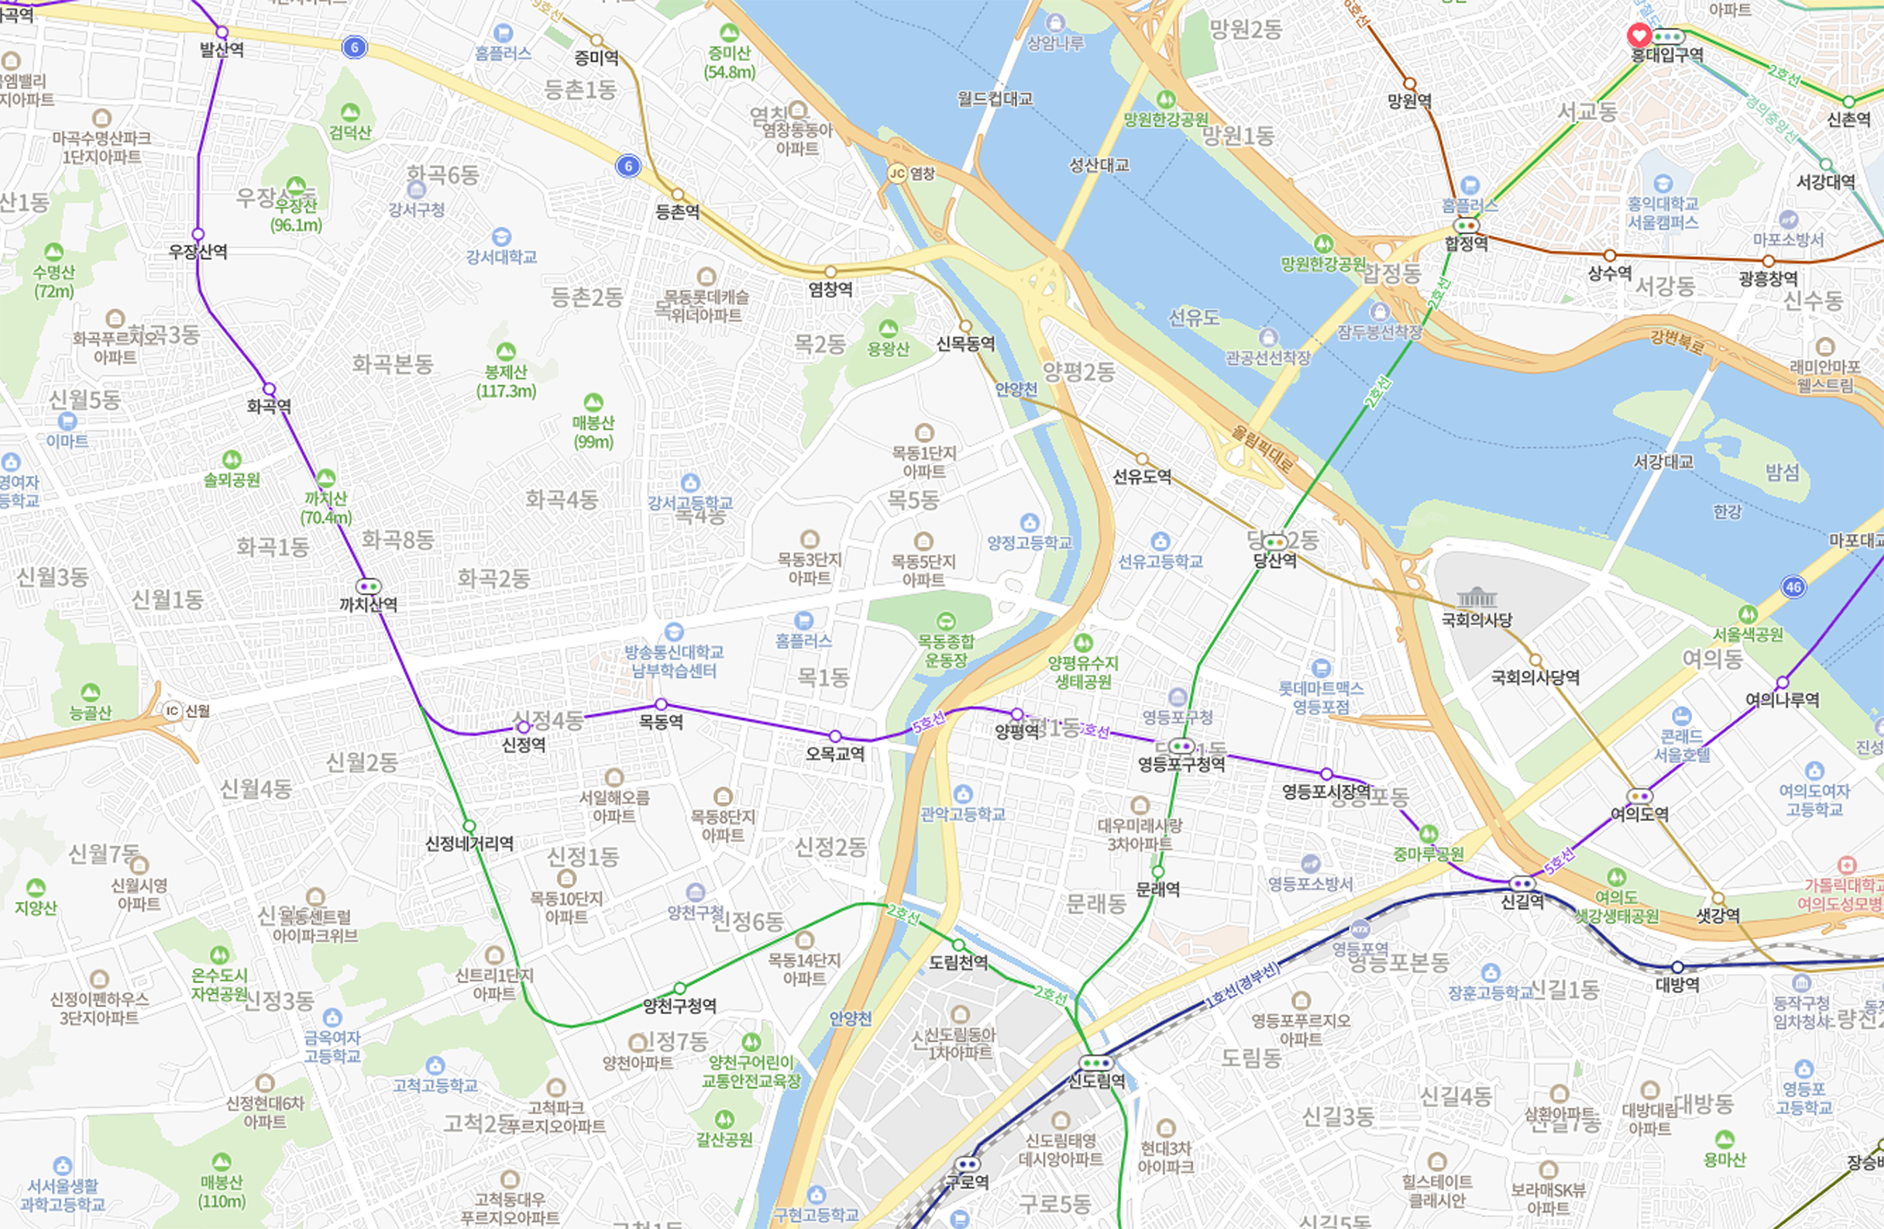 발산역
6
홈플러스
증미역
증미산
(54.8m)
등촌1동
상암나루
망원2동
아파트
홍대입구역
2호선
경의중앙선
신촌역
월드컵대교
망원역
서교동
검덕산
마곡수명산파크
1단지아파트
염창동동아
아파트
망원한강공원
망원1동
6
화곡6동
강서구청
JC
염창
성산대교
서강대역
우장산
(96.1m)
등촌역
홈플러스
홍익대학교
서울캠퍼스
합정역
마포소방서
우장산역
강서대학교
수명산
(72m)
염창역
망원한강공원
합정동
상수역
광흥창역
서강동
신수동
등촌2동
목동롯데캐슬
위너아파트
2호선
화곡푸르지오
아파트
화곡3동
화곡본동
봉제산
(117.3m)
목2동
용왕산
신목동역
선유도
관공선선착장
잠두봉선착장
강변북로
래미안마포
웰스트림
신월5동
이마트
화곡역
매봉산
(99m)
안양천
양평2동
2호선
올림픽대로
솔뫼공원
까치산
(70.4m)
목동1단지
아파트
선유도역
서강대교
밤섬
한강
화곡4동
강서고등학교
목4동
목5동
화곡1동
화곡8동
목동3단지
아파트
목동5단지
아파트
양정고등학교
선유고등학교
당산역
마포대교
신월3동
신월1동
화곡2동
까치산역
46
국회의사당
서울색공원
방송통신대학교
남부학습센터
홈플러스
목동종합
운동장
양평유수지
생태공원
여의동
국회의사당역
능골산
IC
신월
목1동
롯데마트맥스
영등포점
여의나루역
신정4동
신정역
목동역
오목교역
5호선
양평역
5호선
영등포구청
영등포구청역
콘래드
서울호텔
신월2동
신월4동
서일해오름
아파트
목동8단지
아파트
관악고등학교
영등포시장역
여의도역
여의도여자
고등학교
대우미래사랑
3차아파트
신정네거리역
신정1동
신정2동
중마루공원
5호선
신월7동
신월시영
아파트
지양산
목동10단지
아파트
양천구청
신정6동
문래역
문래동
영등포소방서
신길역
여의도
샛강생태공원
샛강역
가톨릭대학교
여의도성모병
목동센트럴
아이파크위브
2호선
도림천역
영등포역
KTX
영등포본동
온수도시
자연공원
신정3동
신트리1단지
아파트
목동14단지
아파트
양천구청역
2호선
1호선(경부선)
장훈고등학교
신길1동
대방역
동작구청
임차청사
신정이펜하우스
3단지아파트
금옥여자
고등학교
안양천
신도림동아
1차아파트
영등포푸르지오
아파트
신정7동
양천아파트
양천구어린이
교통안전교육장
고척고등학교
신도림역
도림동
영등포
고등학교
신정현대6차
아파트
고척파크
푸르지오아파트
고척2동
갈산공원
신길3동
신길4동
삼환아파트
신길7동
대방대림
아파트
대방동
매봉산
(110m)
서서울생활
과학고등학교
신도림태영
데시앙아파트
현대3차
아이파크
용마산
구로역
고척동대우
푸르지오아파트
구현고등학교
구로5동
힐스테이트
클래시안
보라매SK뷰
아파트
신길5동